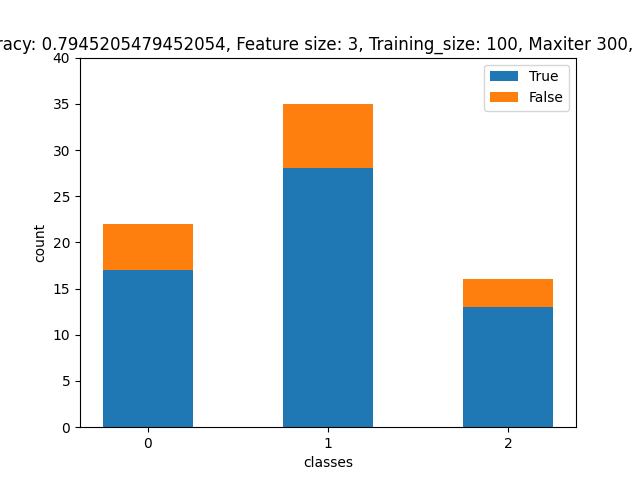 racy: 0.7945205479452054, Feature size: 3, Training_size: 100, Maxiter 300,
40
35
30
25
20
15
10
5
0
count
True
False
0 1 2
classes